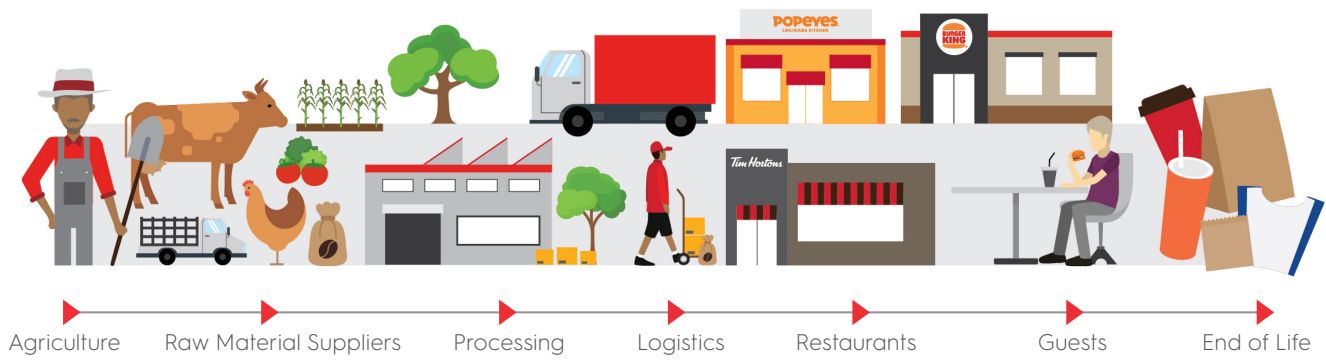 POPEYES
LOUISIANA KITCHEN
BURGER
KING
Tim Hortons
Agriculture
Raw Material Suppliers
Processing
Logistics
Restaurants
Guests
End of Life